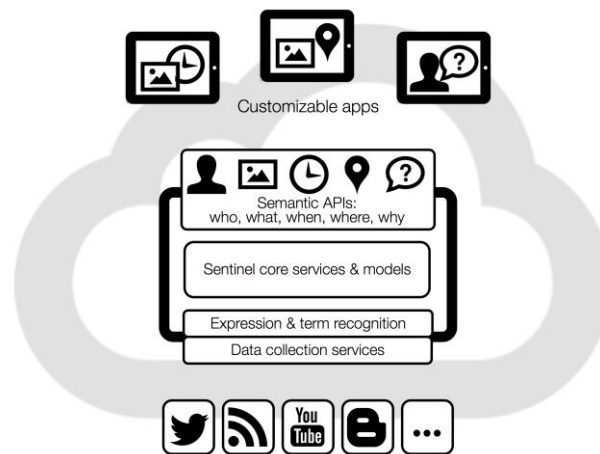 ?
Customizable apps
?
Semantic APIs:
who, what, when, where, why
Sentinel core services & models
Expression & term recognition
Data collection services
You
Tube
B
...